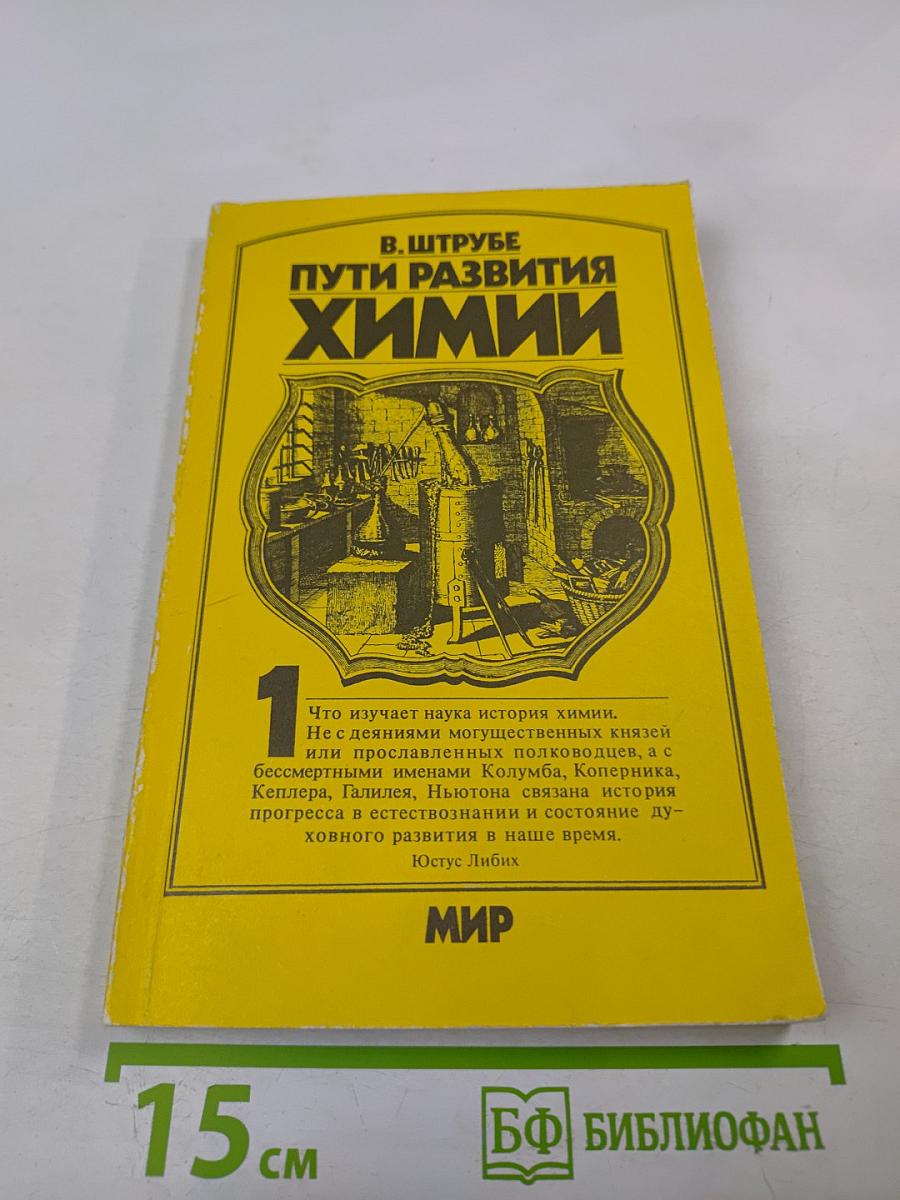 В. ШТРУБЕ
ПУТИ РАЗВИТИЯ
ХИМИИ
1
Что изучает наука история химии.
Не с деяниями могущественных князей
или прославленных полководцев, а с
бессмертными именами Колумба, Коперника,
Кеплера, Галилея, Ньютона связана история
прогресса в естествознании и состояние ду-
ховного развития в наше время.
Юстус Либих
МИР
15 см
БФ БИБЛИОФАН